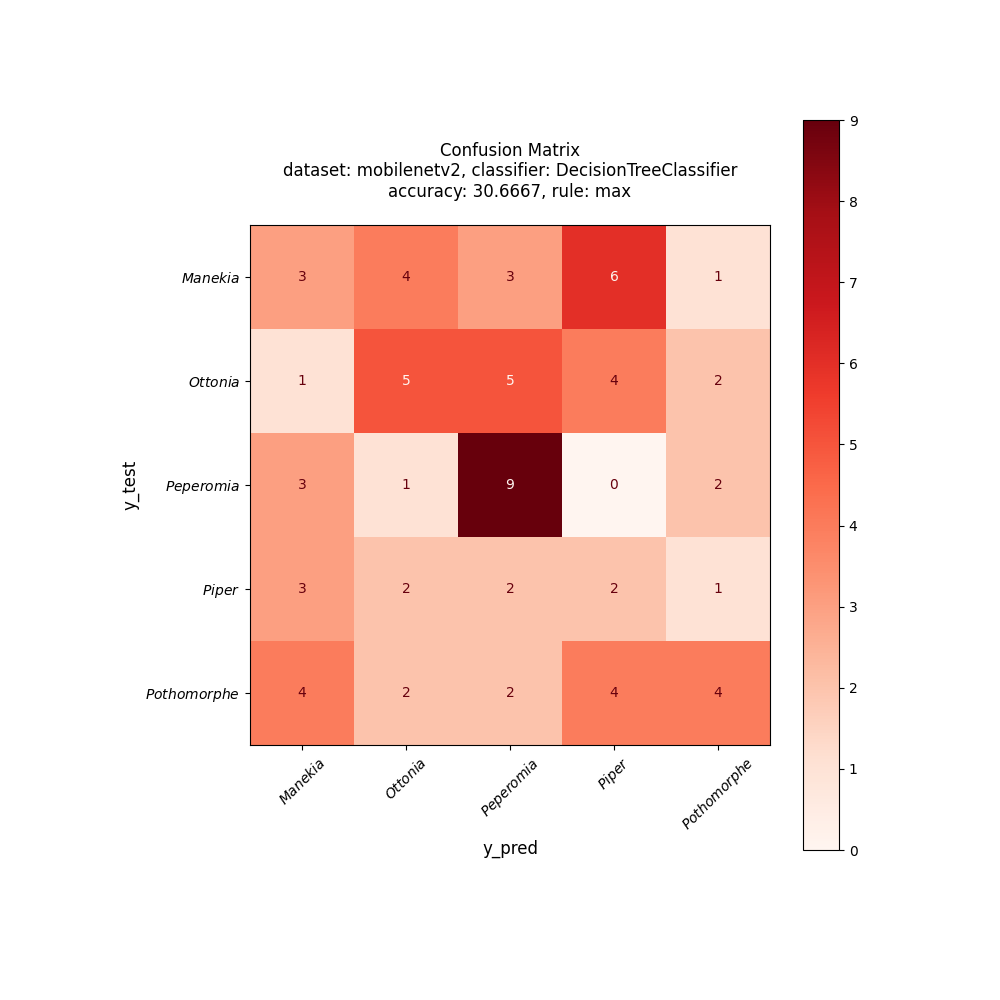 Confusion Matrix
dataset: mobilenetv2, classifier: DecisionTreeClassifier
accuracy: 30.6667, rule: max
y_test
Manekia 3 4 3 6 1
Ottonia 1 5 5 4 2
Peperomia 3 1 9 0 2
Piper 3 2 2 2 1
Pothomorphe 4 2 2 4 4
Manekia Ottonia Peperomia Piper Pothomorphe
y_pred
9
8
7
6
5
4
3
2
1
0